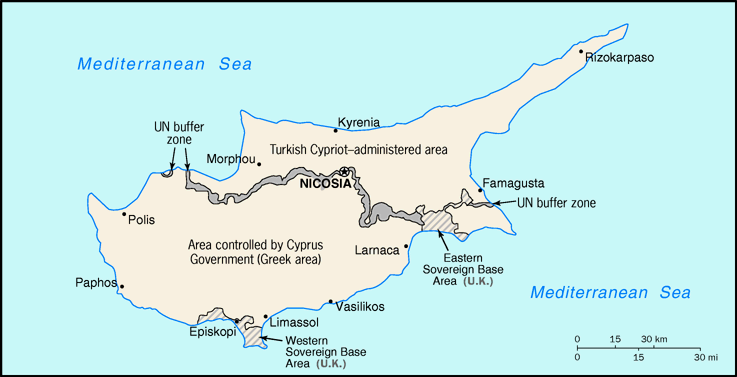 Mediterranean Sea
Rizokarpaso
Kyrenia
UN buffer
zone
Turkish Cypriot–administered area
Morphou
NICOSIA
Famagusta
UN buffer zone
Polis
Area controlled by Cyprus
Government (Greek area)
Larnaca
Eastern
Sovereign Base
Area (U.K.)
Paphos
Vasilikos
Mediterranean Sea
Limassol
Episkopi
Western
Sovereign Base
Area (U.K.)
0 15 30 km
0 15 30 mi